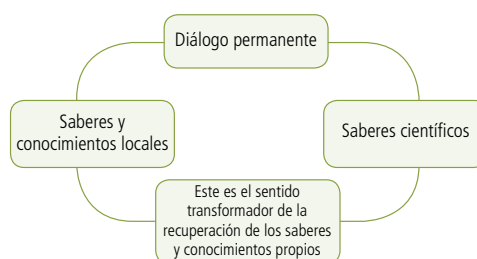 Diálogo permanente
Saberes y
conocimientos locales
Saberes científicos
Este es el sentido
transformador de la
recuperación de los saberes
y conocimientos propios